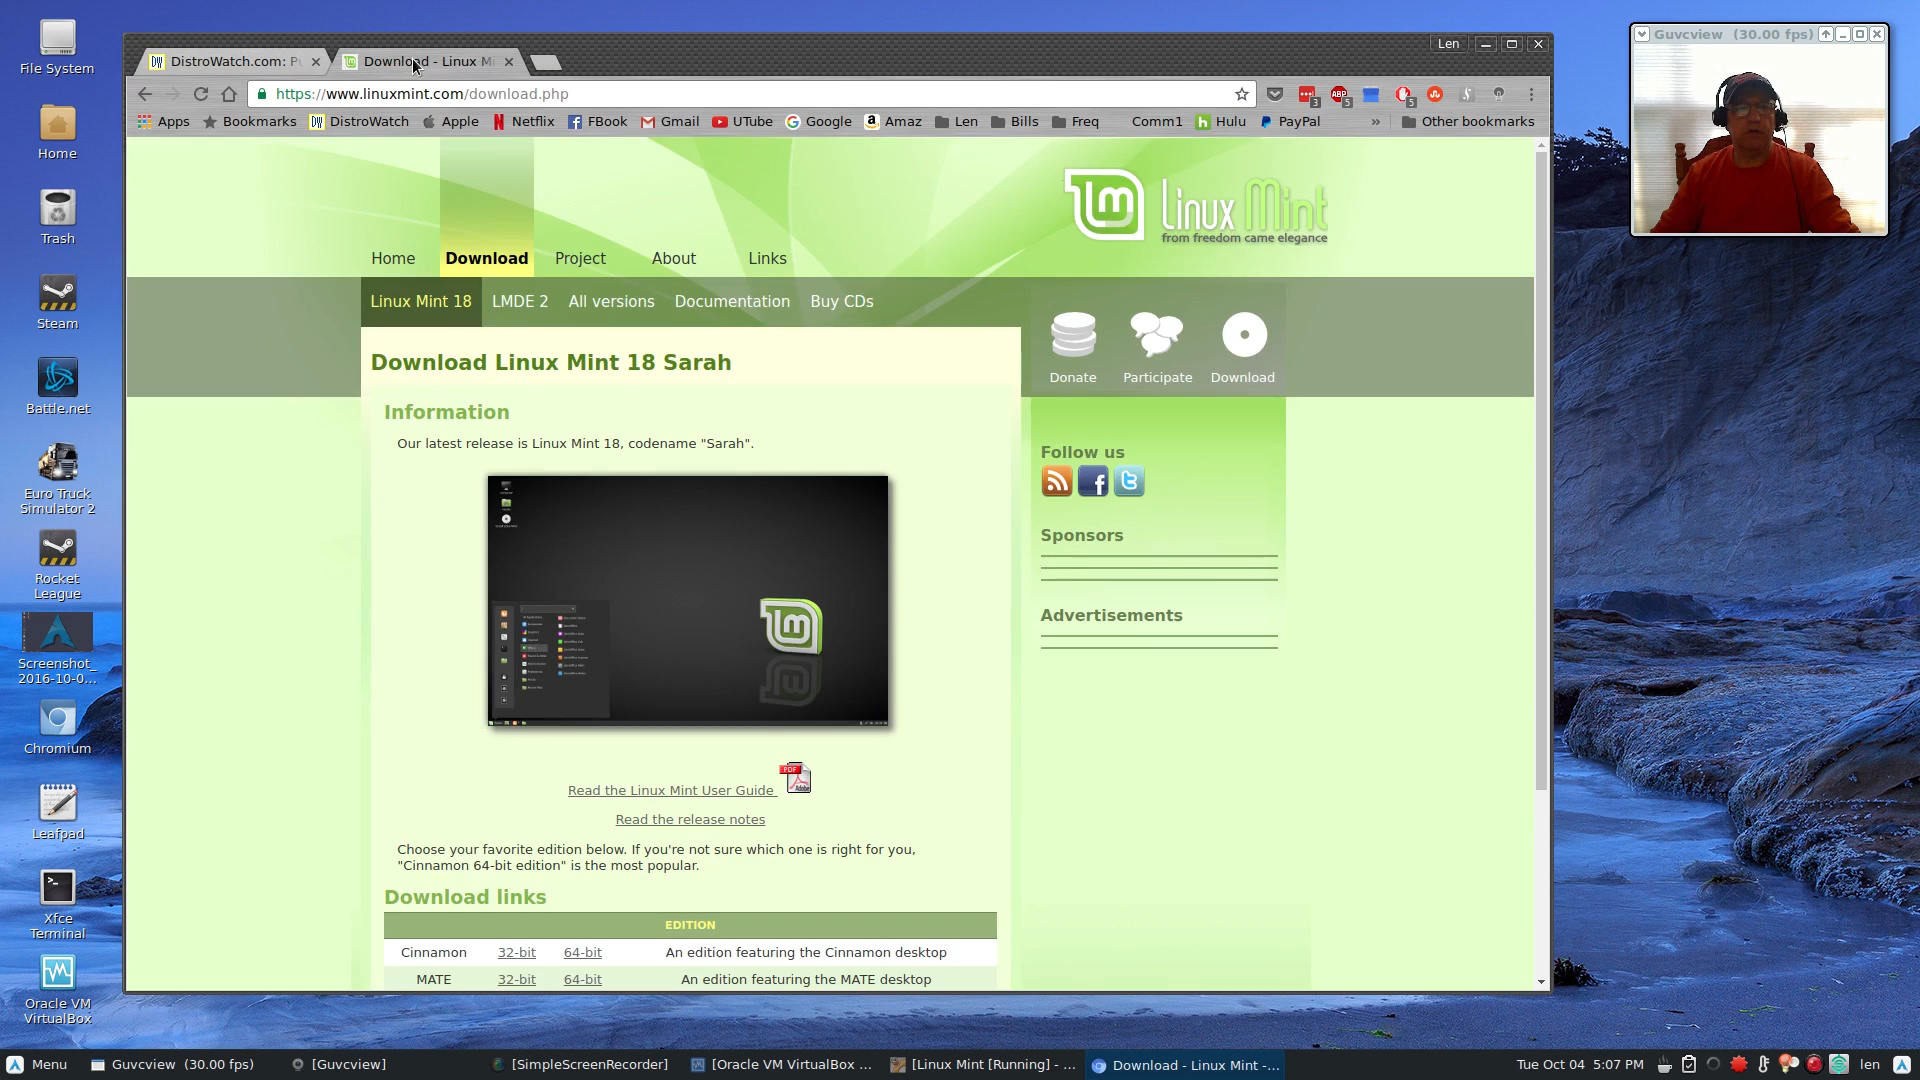 File System
Home
Trash
Steam
Battle.net
Euro Truck
Simulator 2
Rocket
League
Screenshot_
2016-10-0...
Chromium
Leafpad
Xfce
Terminal
Oracle VM
VirtualBox
Len
DistroWatch.com: P
Download - Linux Mi
https://www.linuxmint.com/download.php
3
ABP
5
5
Apps
Bookmarks
DistroWatch
Apple
Netflix
FBook
Gmail
UTube
Google
Amaz
Len
Bills
Freq
Comm1
Hulu
PayPal
»
Other bookmarks
Linux Mint
from freedom came elegance
Home
Download
Project
About
Links
Linux Mint 18
LMDE 2
All versions
Documentation
Buy CDs
Donate
Participate
Download
Download Linux Mint 18 Sarah
Information
Our latest release is Linux Mint 18, codename "Sarah".
Read the Linux Mint User Guide
PDF
Adobe
Read the release notes
Choose your favorite edition below. If you're not sure which one is right for you,
"Cinnamon 64-bit edition" is the most popular.
Download links
EDITION
Cinnamon 32-bit 64-bit An edition featuring the Cinnamon desktop
MATE 32-bit 64-bit An edition featuring the MATE desktop
Follow us
Sponsors
Advertisements
Guvcview (30.00 fps)
Menu
Guvcview (30.00 fps)
[Guvcview]
[SimpleScreenRecorder]
[Oracle VM VirtualBox ...
[Linux Mint [Running] - ...
Download - Linux Mint -...
Tue Oct 04 5:07 PM
len